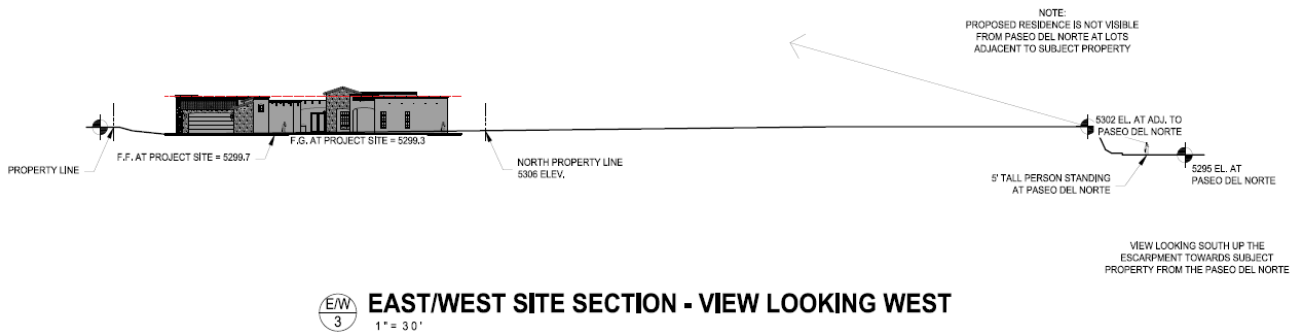 NOTE:
PROPOSED RESIDENCE IS NOT VISIBLE
FROM PASEO DEL NORTE AT LOTS
ADJACENT TO SUBJECT PROPERTY
PROPERTY LINE
F.F. AT PROJECT SITE = 5299.7
F.G. AT PROJECT SITE = 5299.3
NORTH PROPERTY LINE
5306 ELEV.
5302 EL. AT ADJ. TO
PASEO DEL NORTE
5' TALL PERSON STANDING
AT PASEO DEL NORTE
5295 EL. AT
PASEO DEL NORTE
VIEW LOOKING SOUTH UP THE
ESCARPMENT TOWARDS SUBJECT
PROPERTY FROM THE PASEO DEL NORTE
E/W
3
EAST/WEST SITE SECTION - VIEW LOOKING WEST
1" = 30'